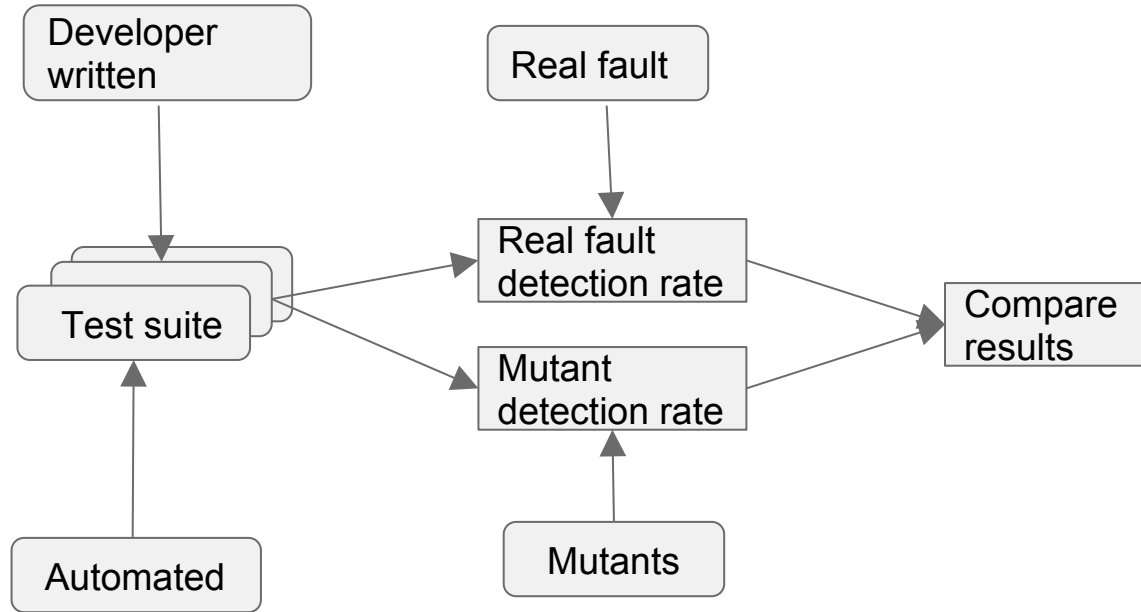 Developer
written
Real fault
Real fault
detection rate
Test suite
Compare
results
Mutant
detection rate
Automated
Mutants